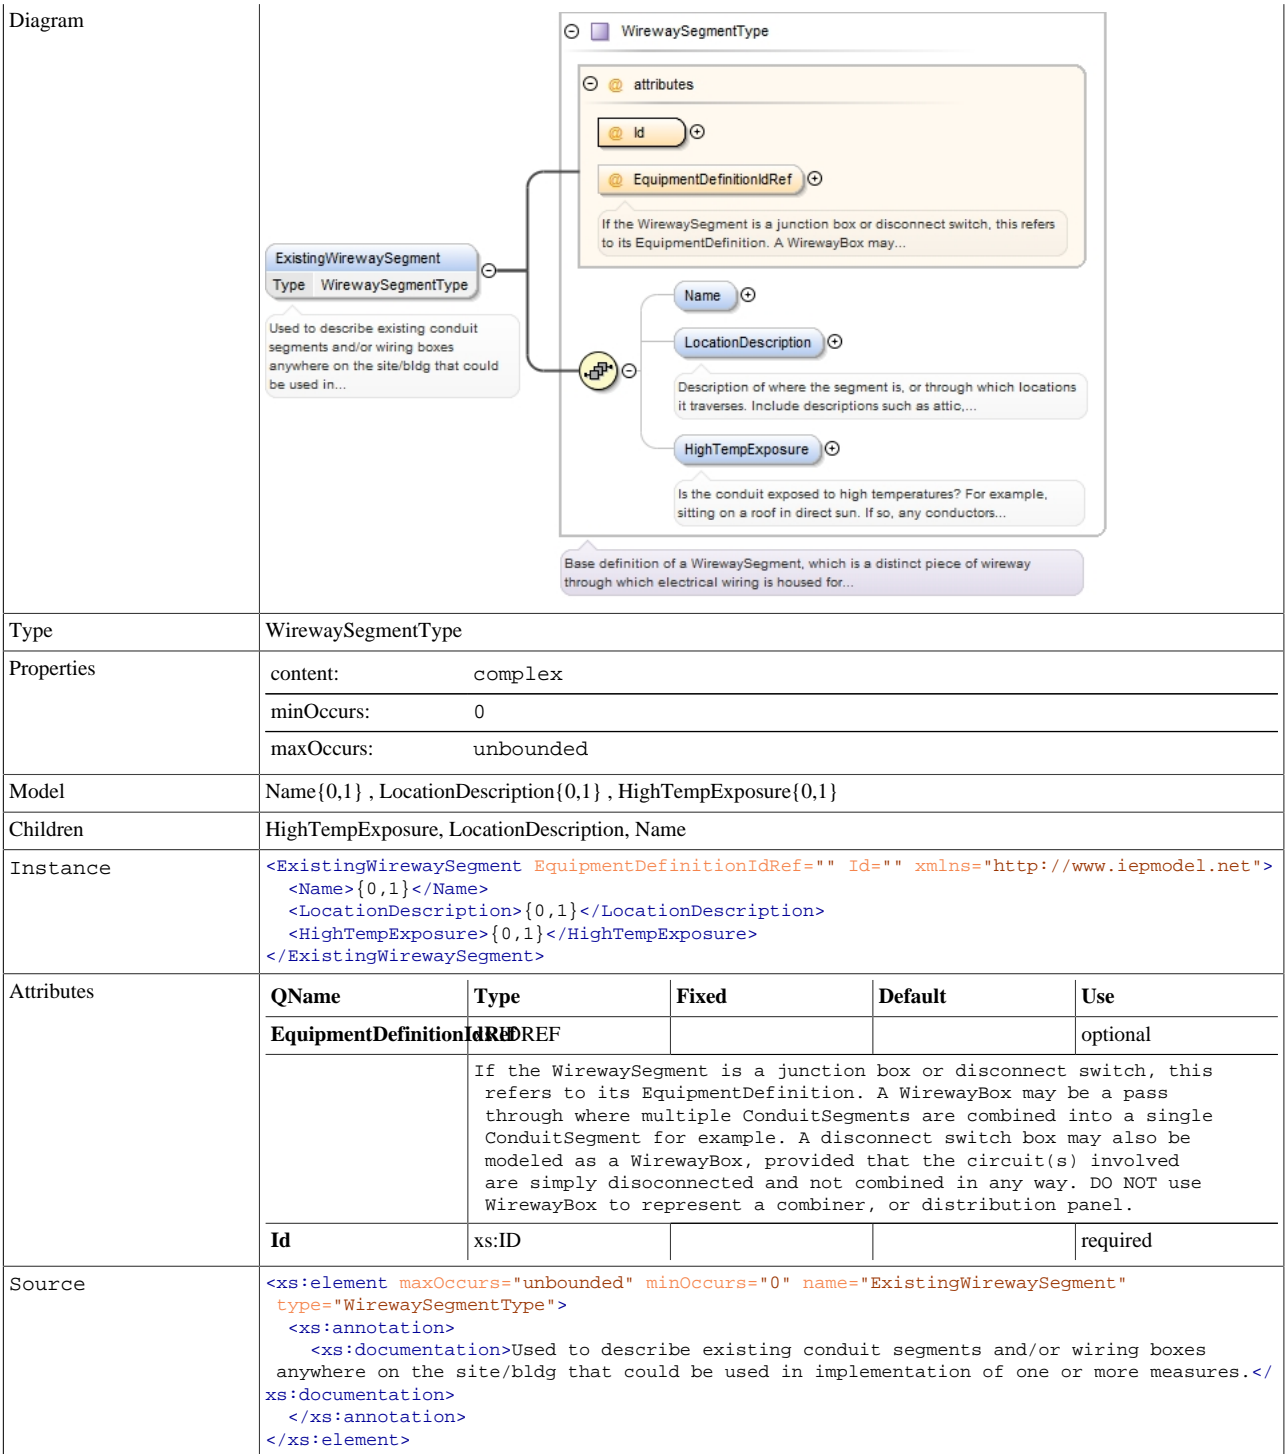 Diagram
WirewaySegmentType
@ attributes
@ Id
@ EquipmentDefinitionIdRef
If the WirewaySegment is a junction box or disconnect switch, this refers
to its EquipmentDefinition. A WirewayBox may...
ExistingWirewaySegment
Type WirewaySegmentType
Used to describe existing conduit
segments and/or wiring boxes
anywhere on the site/bldg that could
be used in...
Name
LocationDescription
Description of where the segment is, or through which locations
it traverses. Include descriptions such as attic,...
HighTempExposure
Is the conduit exposed to high temperatures? For example,
sitting on a roof in direct sun. If so, any conductors...
Base definition of a WirewaySegment, which is a distinct piece of wireway
through which electrical wiring is housed for...
Type WirewaySegmentType
Properties content: complex
minOccurs: 0
maxOccurs: unbounded
Model Name{0,1} , LocationDescription{0,1} , HighTempExposure{0,1}
Children HighTempExposure, LocationDescription, Name
Instance <ExistingWirewaySegment EquipmentDefinitionIdRef="" Id="" xmlns="http://www.iepmodel.net">
<Name>{0,1}</Name>
<LocationDescription>{0,1}</LocationDescription>
<HighTempExposure>{0,1}</HighTempExposure>
</ExistingWirewaySegment>
Attributes QName Type Fixed Default Use
EquipmentDefinitionIdRef xs:IDREF optional
If the WirewaySegment is a junction box or disconnect switch, this
refers to its EquipmentDefinition. A WirewayBox may be a pass
through where multiple ConduitSegments are combined into a single
ConduitSegment for example. A disconnect switch box may also be
modeled as a WirewayBox, provided that the circuit(s) involved
are simply disoconnected and not combined in any way. DO NOT use
WirewayBox to represent a combiner, or distribution panel.
Id xs:ID required
Source <xs:element maxOccurs="unbounded" minOccurs="0" name="ExistingWirewaySegment"
type="WirewaySegmentType">
<xs:annotation>
<xs:documentation>Used to describe existing conduit segments and/or wiring boxes
anywhere on the site/bldg that could be used in implementation of one or more measures.</
xs:documentation>
</xs:annotation>
</xs:element>